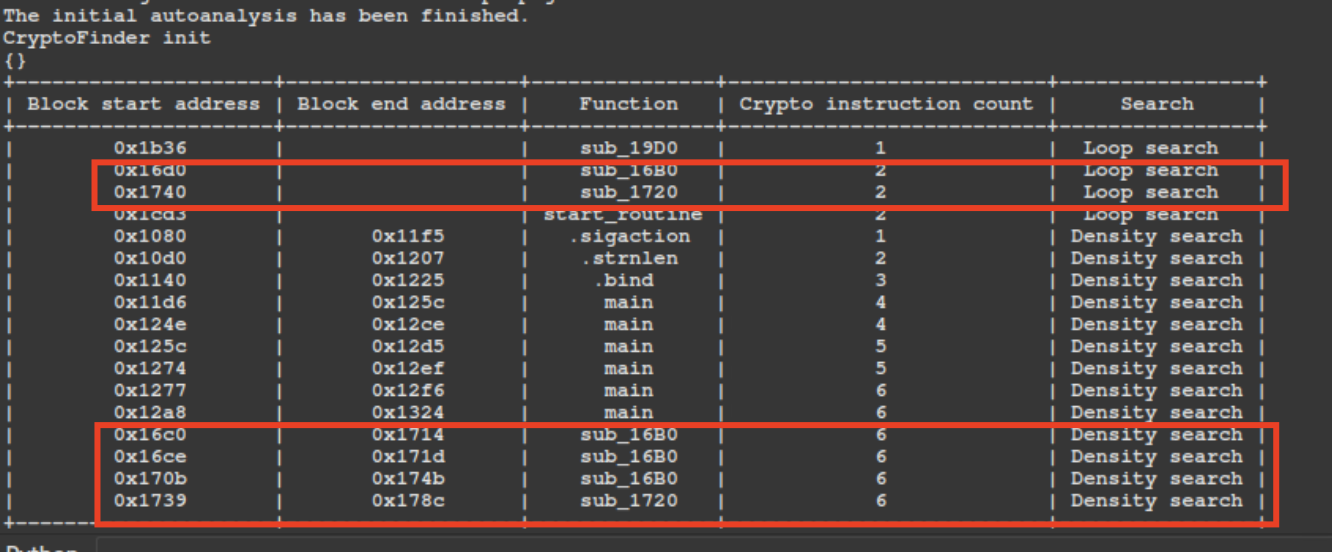 The initial autoanalysis has been finished.
CryptoFinder init
{}
+----------------------+--------------------+----------------+---------------------------+----------------+
| Block start address | Block end address | Function | Crypto instruction count | Search |
+----------------------+--------------------+----------------+---------------------------+----------------+
| 0x1b36 | | sub_19D0 | 1 | Loop search |
| 0x16d0 | | sub_16B0 | 2 | Loop search |
| 0x1740 | | sub_1720 | 2 | Loop search |
| 0x1cd3 | | start_routine | 2 | Loop search |
| 0x1080 | 0x11f5 | .sigaction | 1 | Density search |
| 0x10d0 | 0x1207 | .strnlen | 2 | Density search |
| 0x1140 | 0x1225 | .bind | 3 | Density search |
| 0x11d6 | 0x125c | main | 4 | Density search |
| 0x124e | 0x12ce | main | 4 | Density search |
| 0x125c | 0x12d5 | main | 5 | Density search |
| 0x1274 | 0x12ef | main | 5 | Density search |
| 0x1277 | 0x12f6 | main | 6 | Density search |
| 0x12a8 | 0x1324 | main | 6 | Density search |
| 0x16c0 | 0x1714 | sub_16B0 | 6 | Density search |
| 0x16ce | 0x171d | sub_16B0 | 6 | Density search |
| 0x170b | 0x174b | sub_16B0 | 6 | Density search |
| 0x1739 | 0x178c | sub_1720 | 6 | Density search |
+----------------------+--------------------+----------------+---------------------------+----------------+
Python